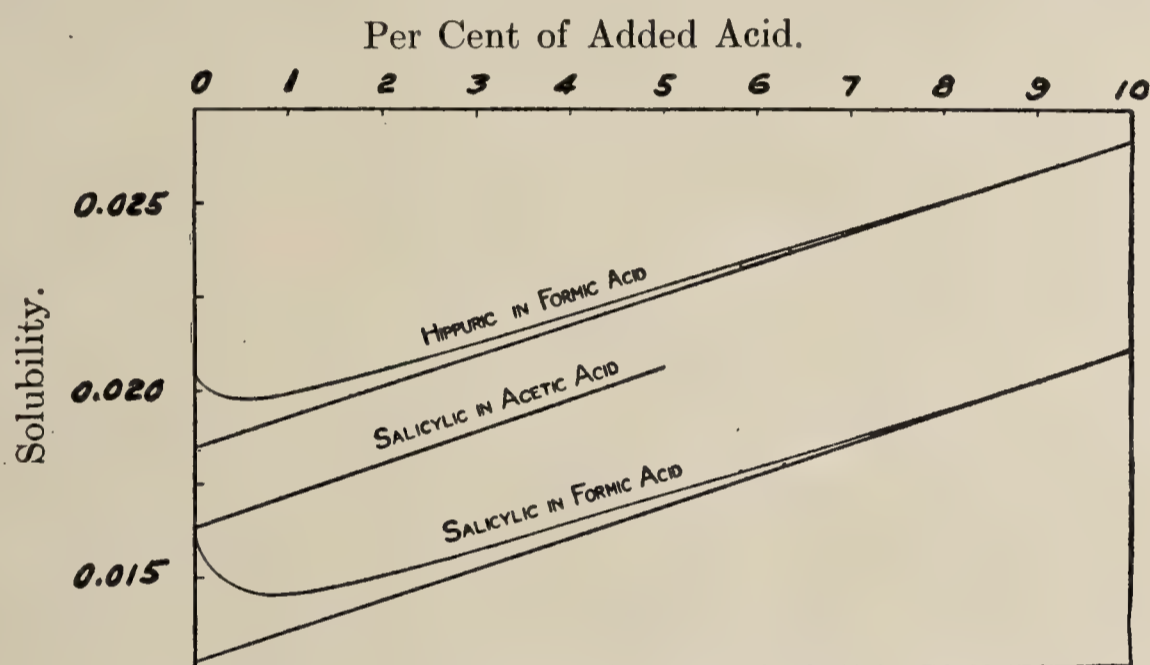 Per Cent of Added Acid.
0 1 2 3 4 5 6 7 8 9 10
0.025
HIPPURIC IN FORMIC ACID
0.020
SALICYLIC IN ACETIC ACID
SALICYLIC IN FORMIC ACID
0.015
Solubility.